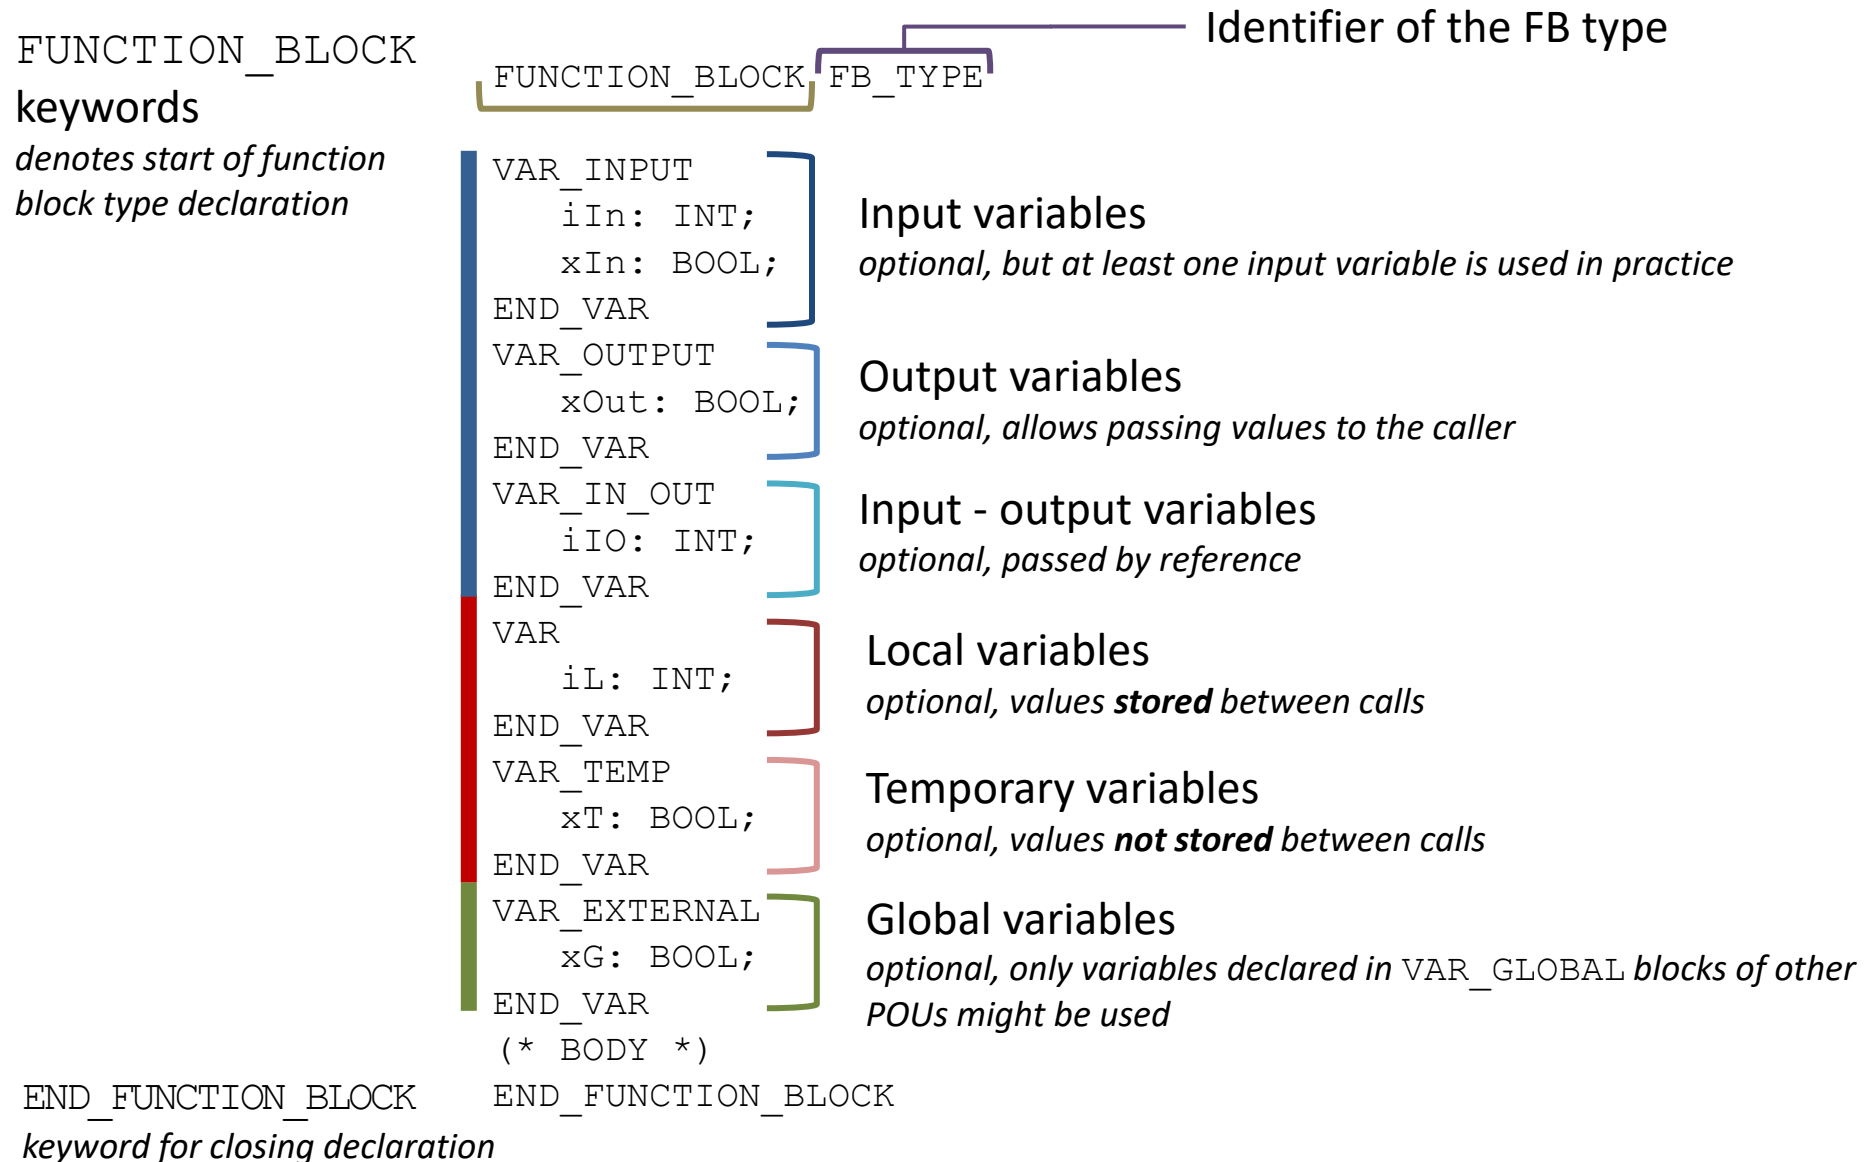 Identifier of the FB type
FUNCTION_BLOCK
keywords
denotes start of function
block type declaration
FUNCTION_BLOCK FB_TYPE
VAR_INPUT
iIn: INT;
xIn: BOOL;
END_VAR
Input variables
optional, but at least one input variable is used in practice
VAR_OUTPUT
xOut: BOOL;
END_VAR
Output variables
optional, allows passing values to the caller
VAR_IN_OUT
iIO: INT;
END_VAR
Input - output variables
optional, passed by reference
VAR
iL: INT;
END_VAR
Local variables
optional, values stored between calls
VAR_TEMP
xT: BOOL;
END_VAR
Temporary variables
optional, values not stored between calls
VAR_EXTERNAL
xG: BOOL;
END_VAR
Global variables
optional, only variables declared in VAR_GLOBAL blocks of other
POUs might be used
(* BODY *)
END_FUNCTION_BLOCK
END_FUNCTION_BLOCK
keyword for closing declaration